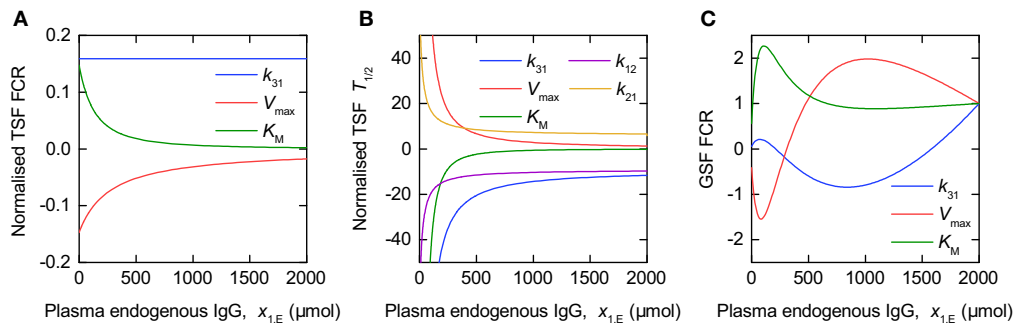 A
Normalised TSF FCR
0.2
0.1
0.0
-0.1
-0.2
k31
Vmax
KM
0 500 1000 1500 2000
Plasma endogenous IgG, x1,E (µmol)
B
Normalised TSF T1/2
40
20
0
-20
-40
k31 k12
Vmax k21
KM
0 500 1000 1500 2000
Plasma endogenous IgG, x1,E (µmol)
C
GSF FCR
2
1
0
-1
-2
k31
Vmax
KM
0 500 1000 1500 2000
Plasma endogenous IgG, x1,E (µmol)